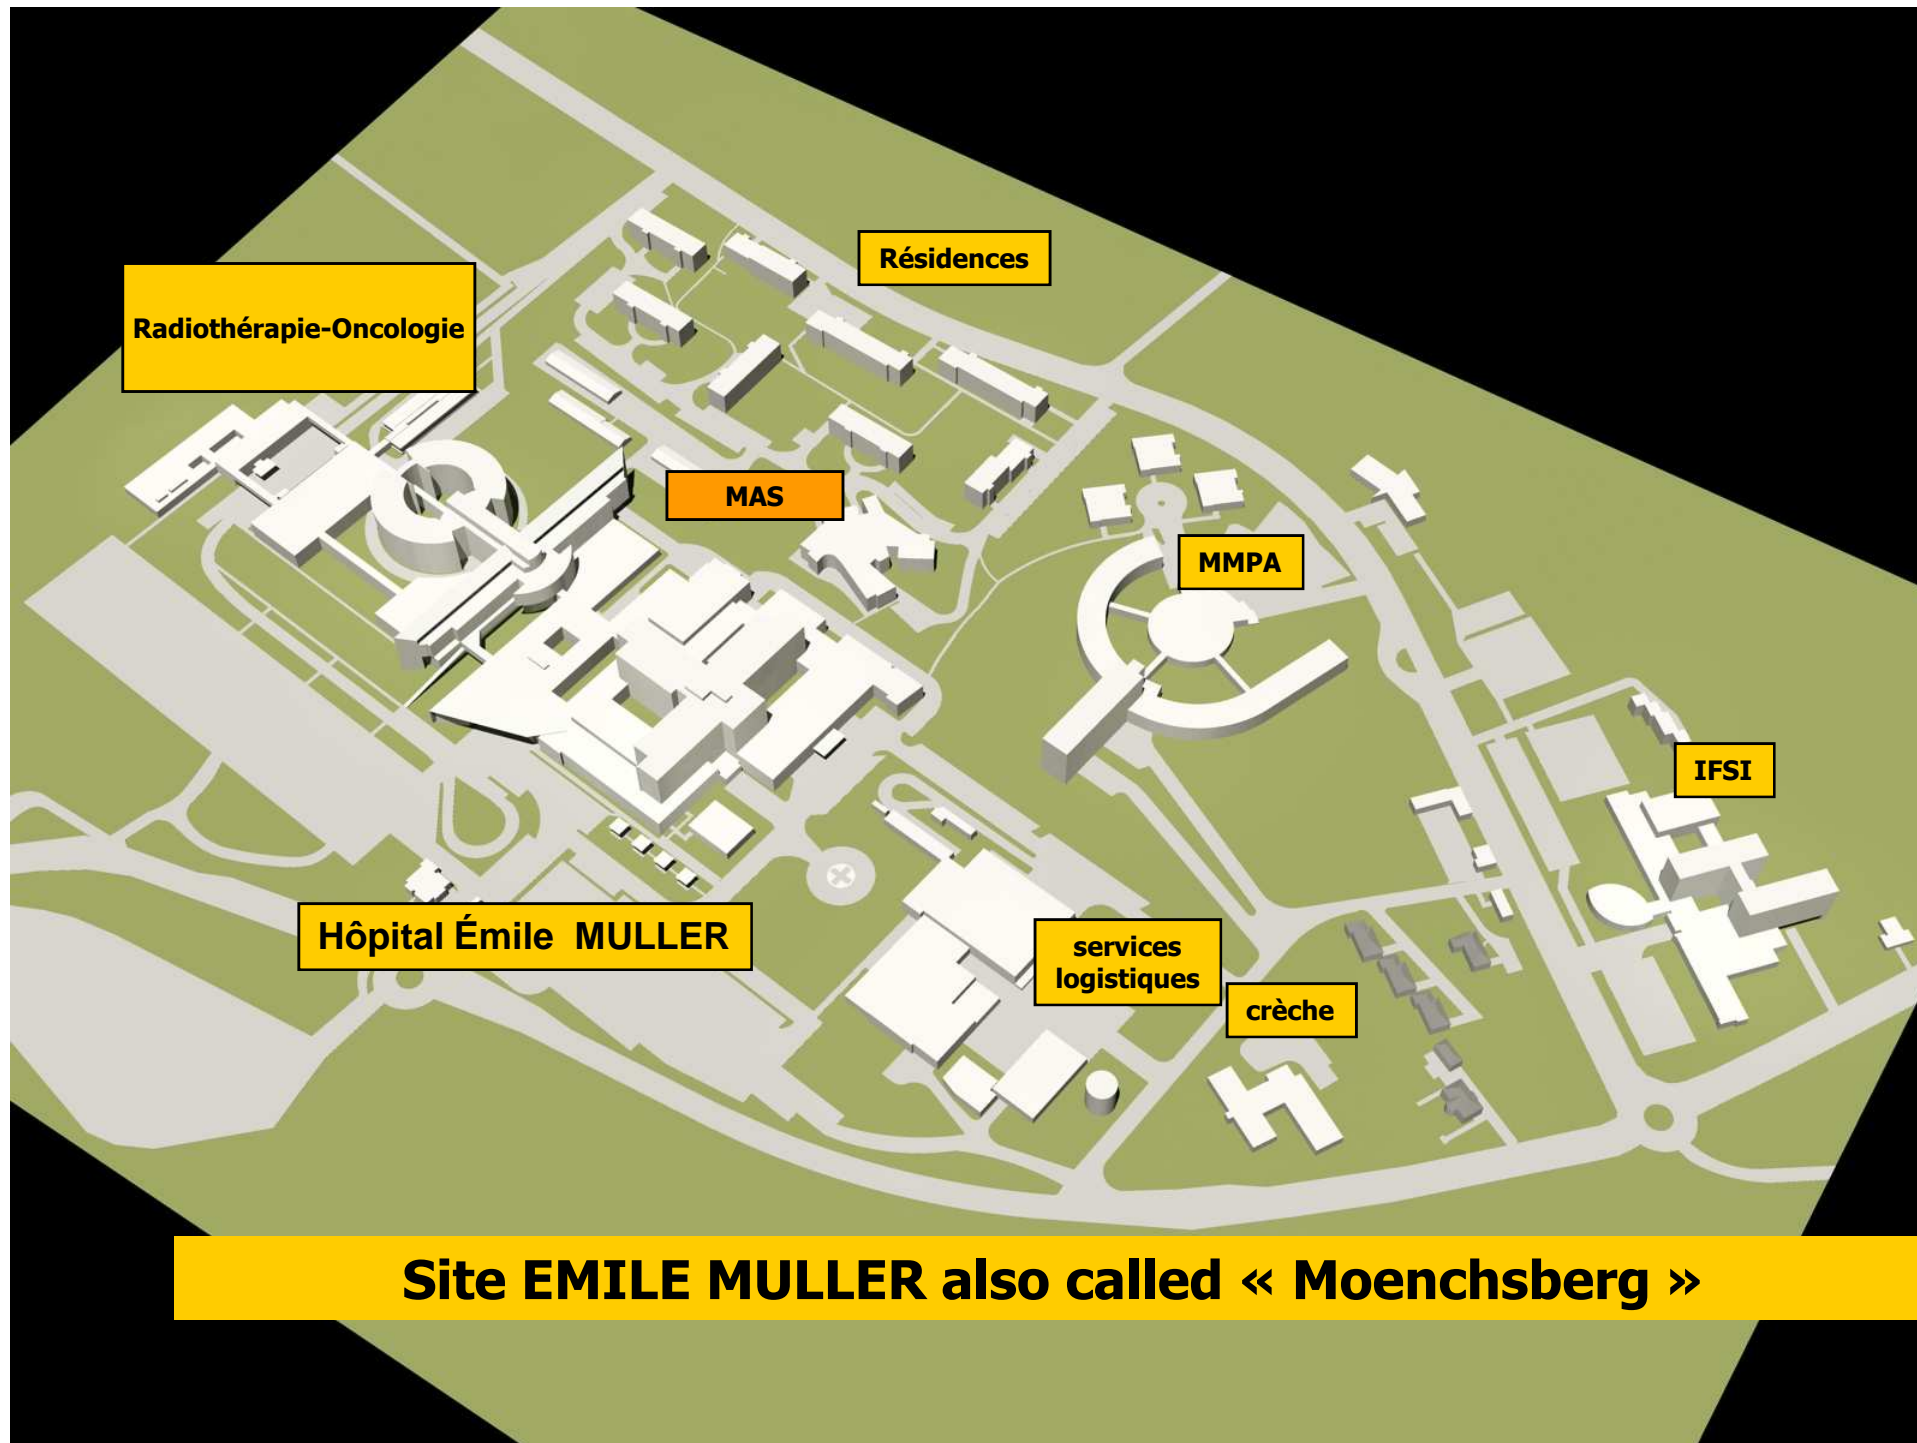 Résidences
Radiothérapie-Oncologie
MAS
MMPA
IFSI
Hôpital Émile  MULLER
services
logistiques
crèche
Site EMILE MULLER also called « Moenchsberg »